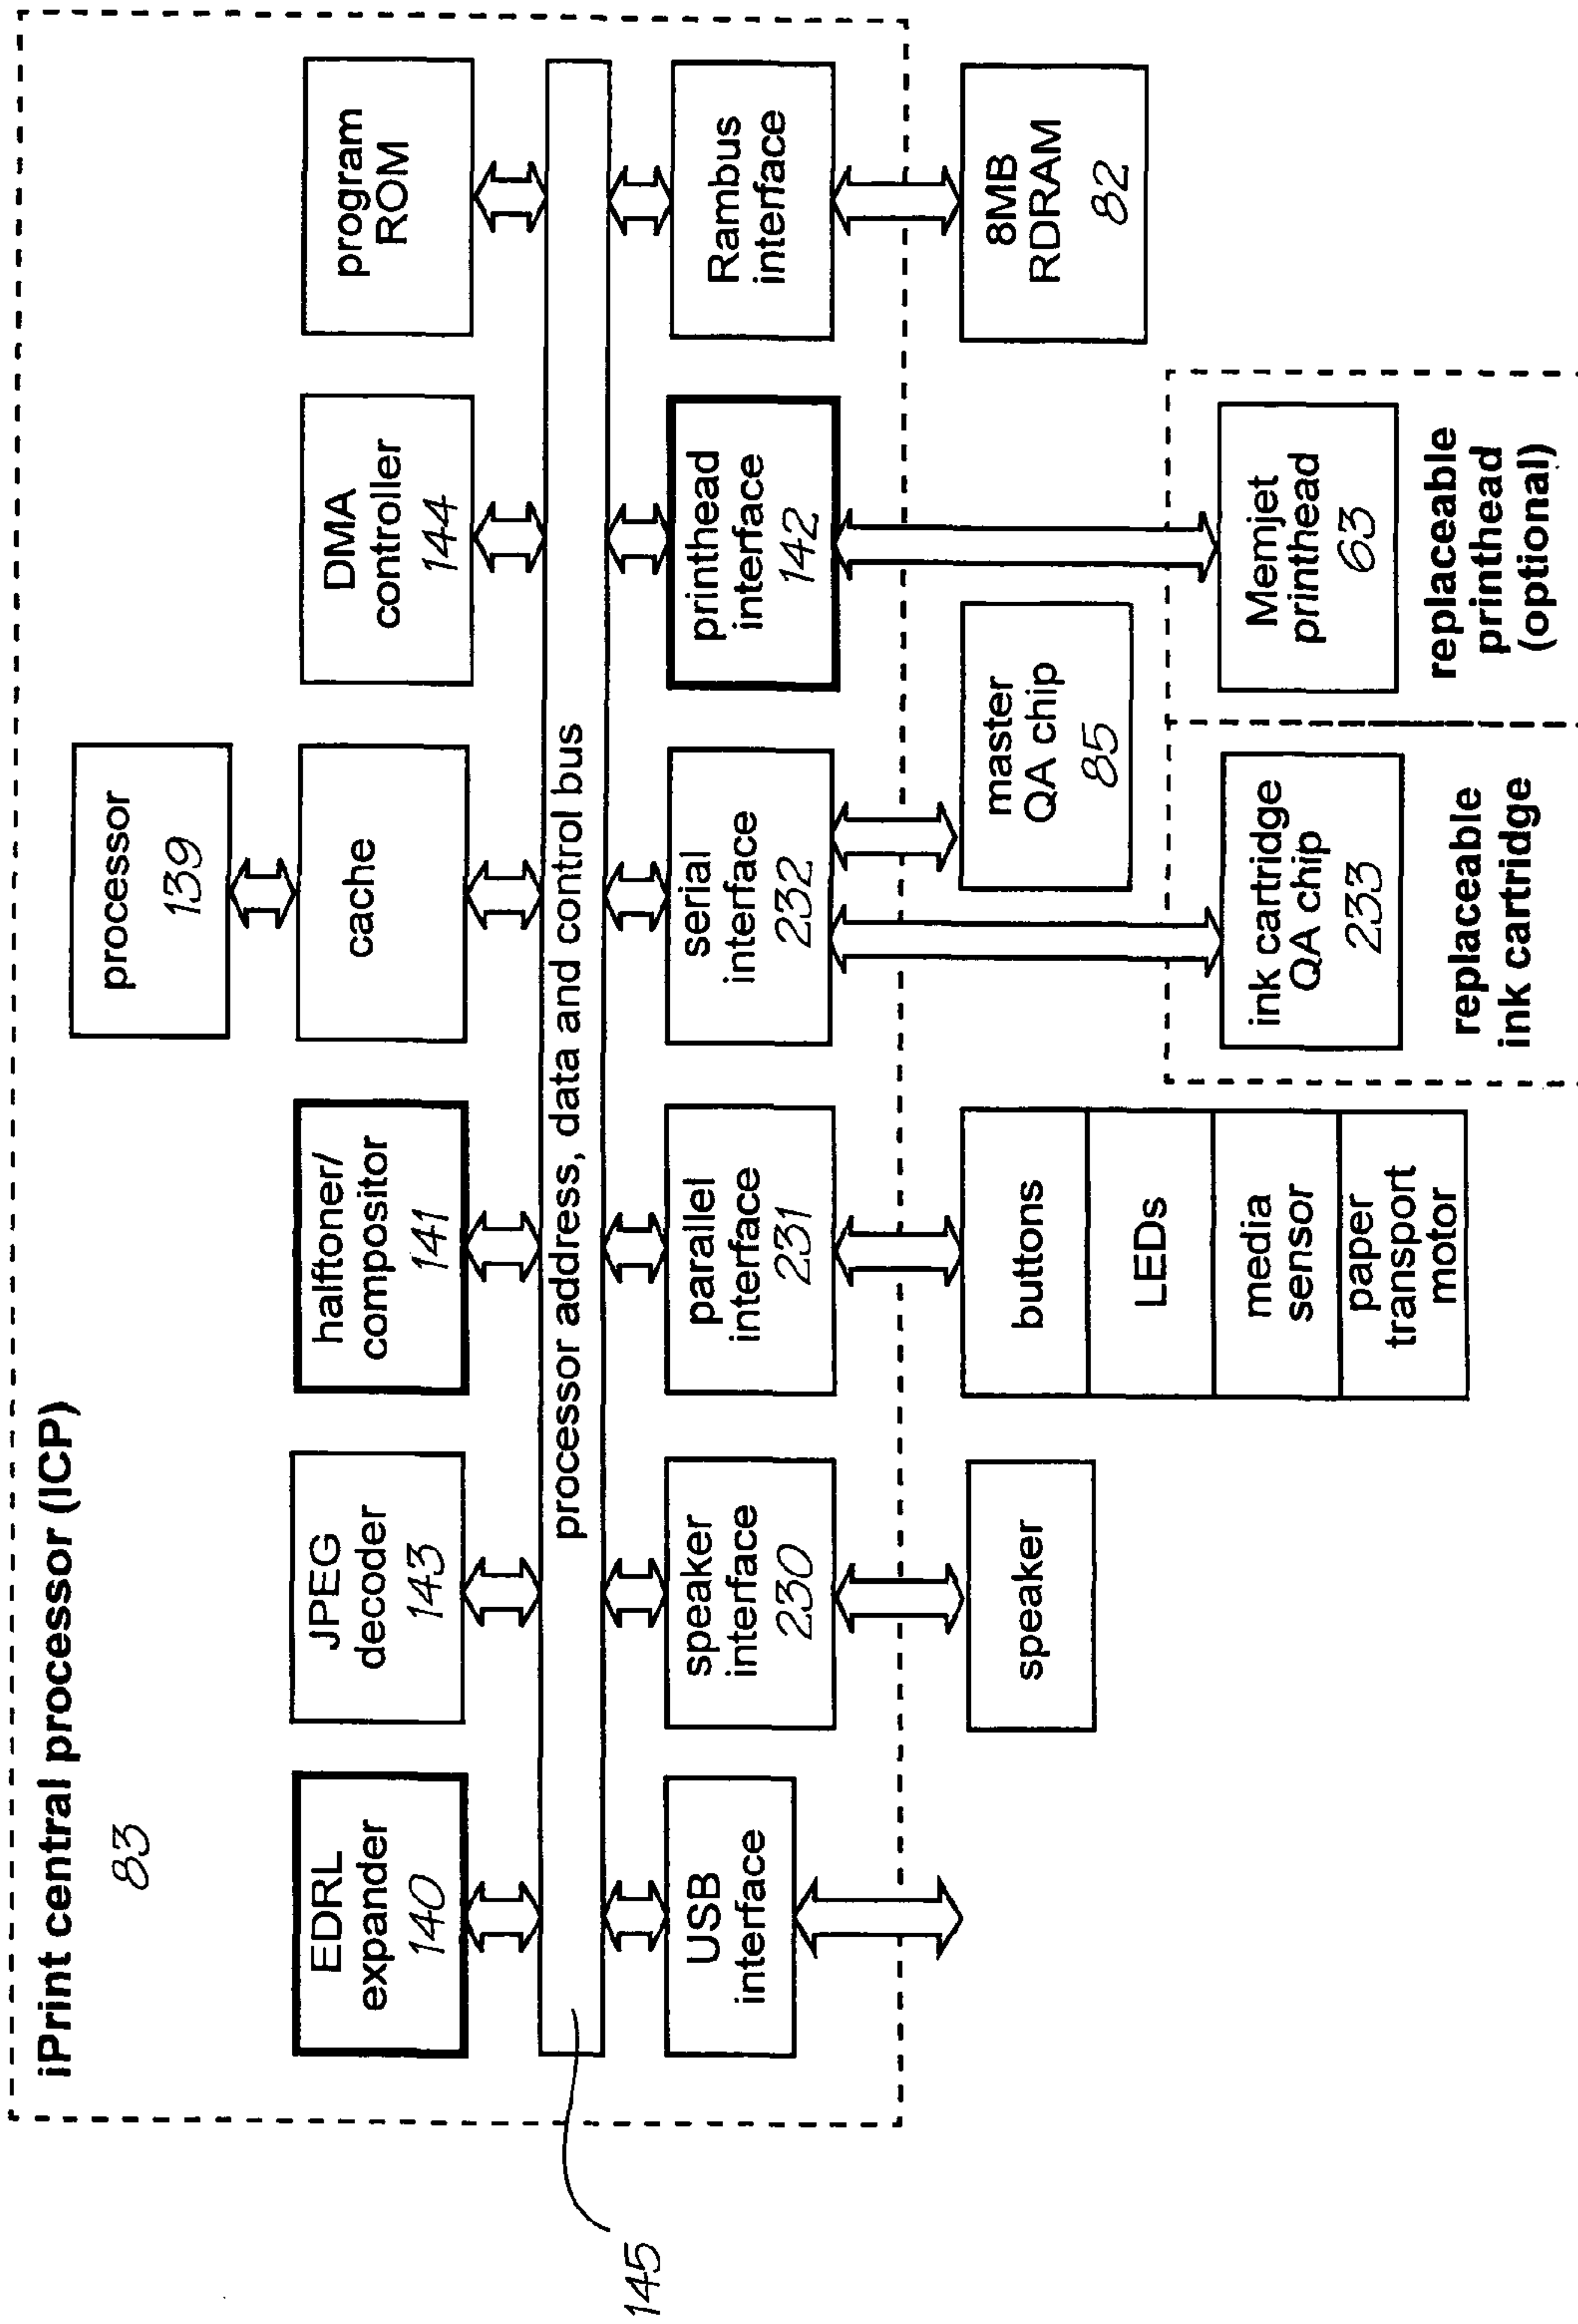 iPrint central processor (ICP)
83
processor
139
EDRL
expander
140
JPEG
decoder
143
halftoner/
compositor
141
cache
DMA
controller
144
program
ROM
processor address, data and control bus
145
USB
interface
speaker
interface
230
parallel
interface
231
serial
interface
232
printhead
interface
142
Rambus
interface
speaker
buttons
LEDs
media
sensor
paper
transport
motor
master
QA chip
85
8MB
RDRAM
82
ink cartridge
QA chip
233
replaceable
ink cartridge
Memjet
printhead
63
replaceable
printhead
(optional)